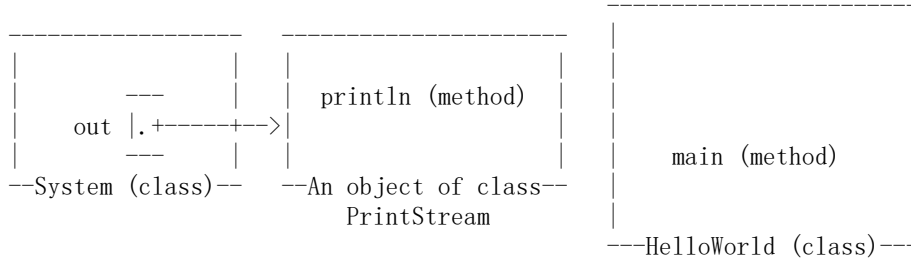 println (method)
out
main (method)
System (class)
An object of class
PrintStream
HelloWorld (class)